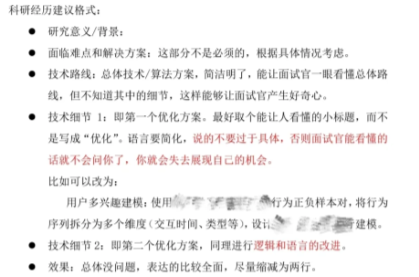 科研经历建议格式:
● 研究意义/背景:
● 面临难点和解决方案: 这部分不是必须的, 根据具体情况考虑。
● 技术路线: 总体技术/算法方案, 简洁明了, 能让面试官一眼看懂总体路
线, 但不知道其中的细节, 这样能够让面试官产生好奇心。
● 技术细节 1: 即第一个优化方案。最好取个能让人看懂的小标题, 而不
是写成“优化”。语言要简化, 说的不要过于具体, 否则面试官能看懂的
话就不会问你了, 你就会失去展现自己的机会。
比如可以改为:
用户多兴趣建模: 使用 行为正负样本对, 将行为
序列拆分为多个维度 (交互时间、类型等), 设计 建模。
● 技术细节 2: 即第二个优化方案, 同理进行逻辑和语言的改进。
● 效果: 总体没问题, 表达的比较全面, 尽量缩减为两行。